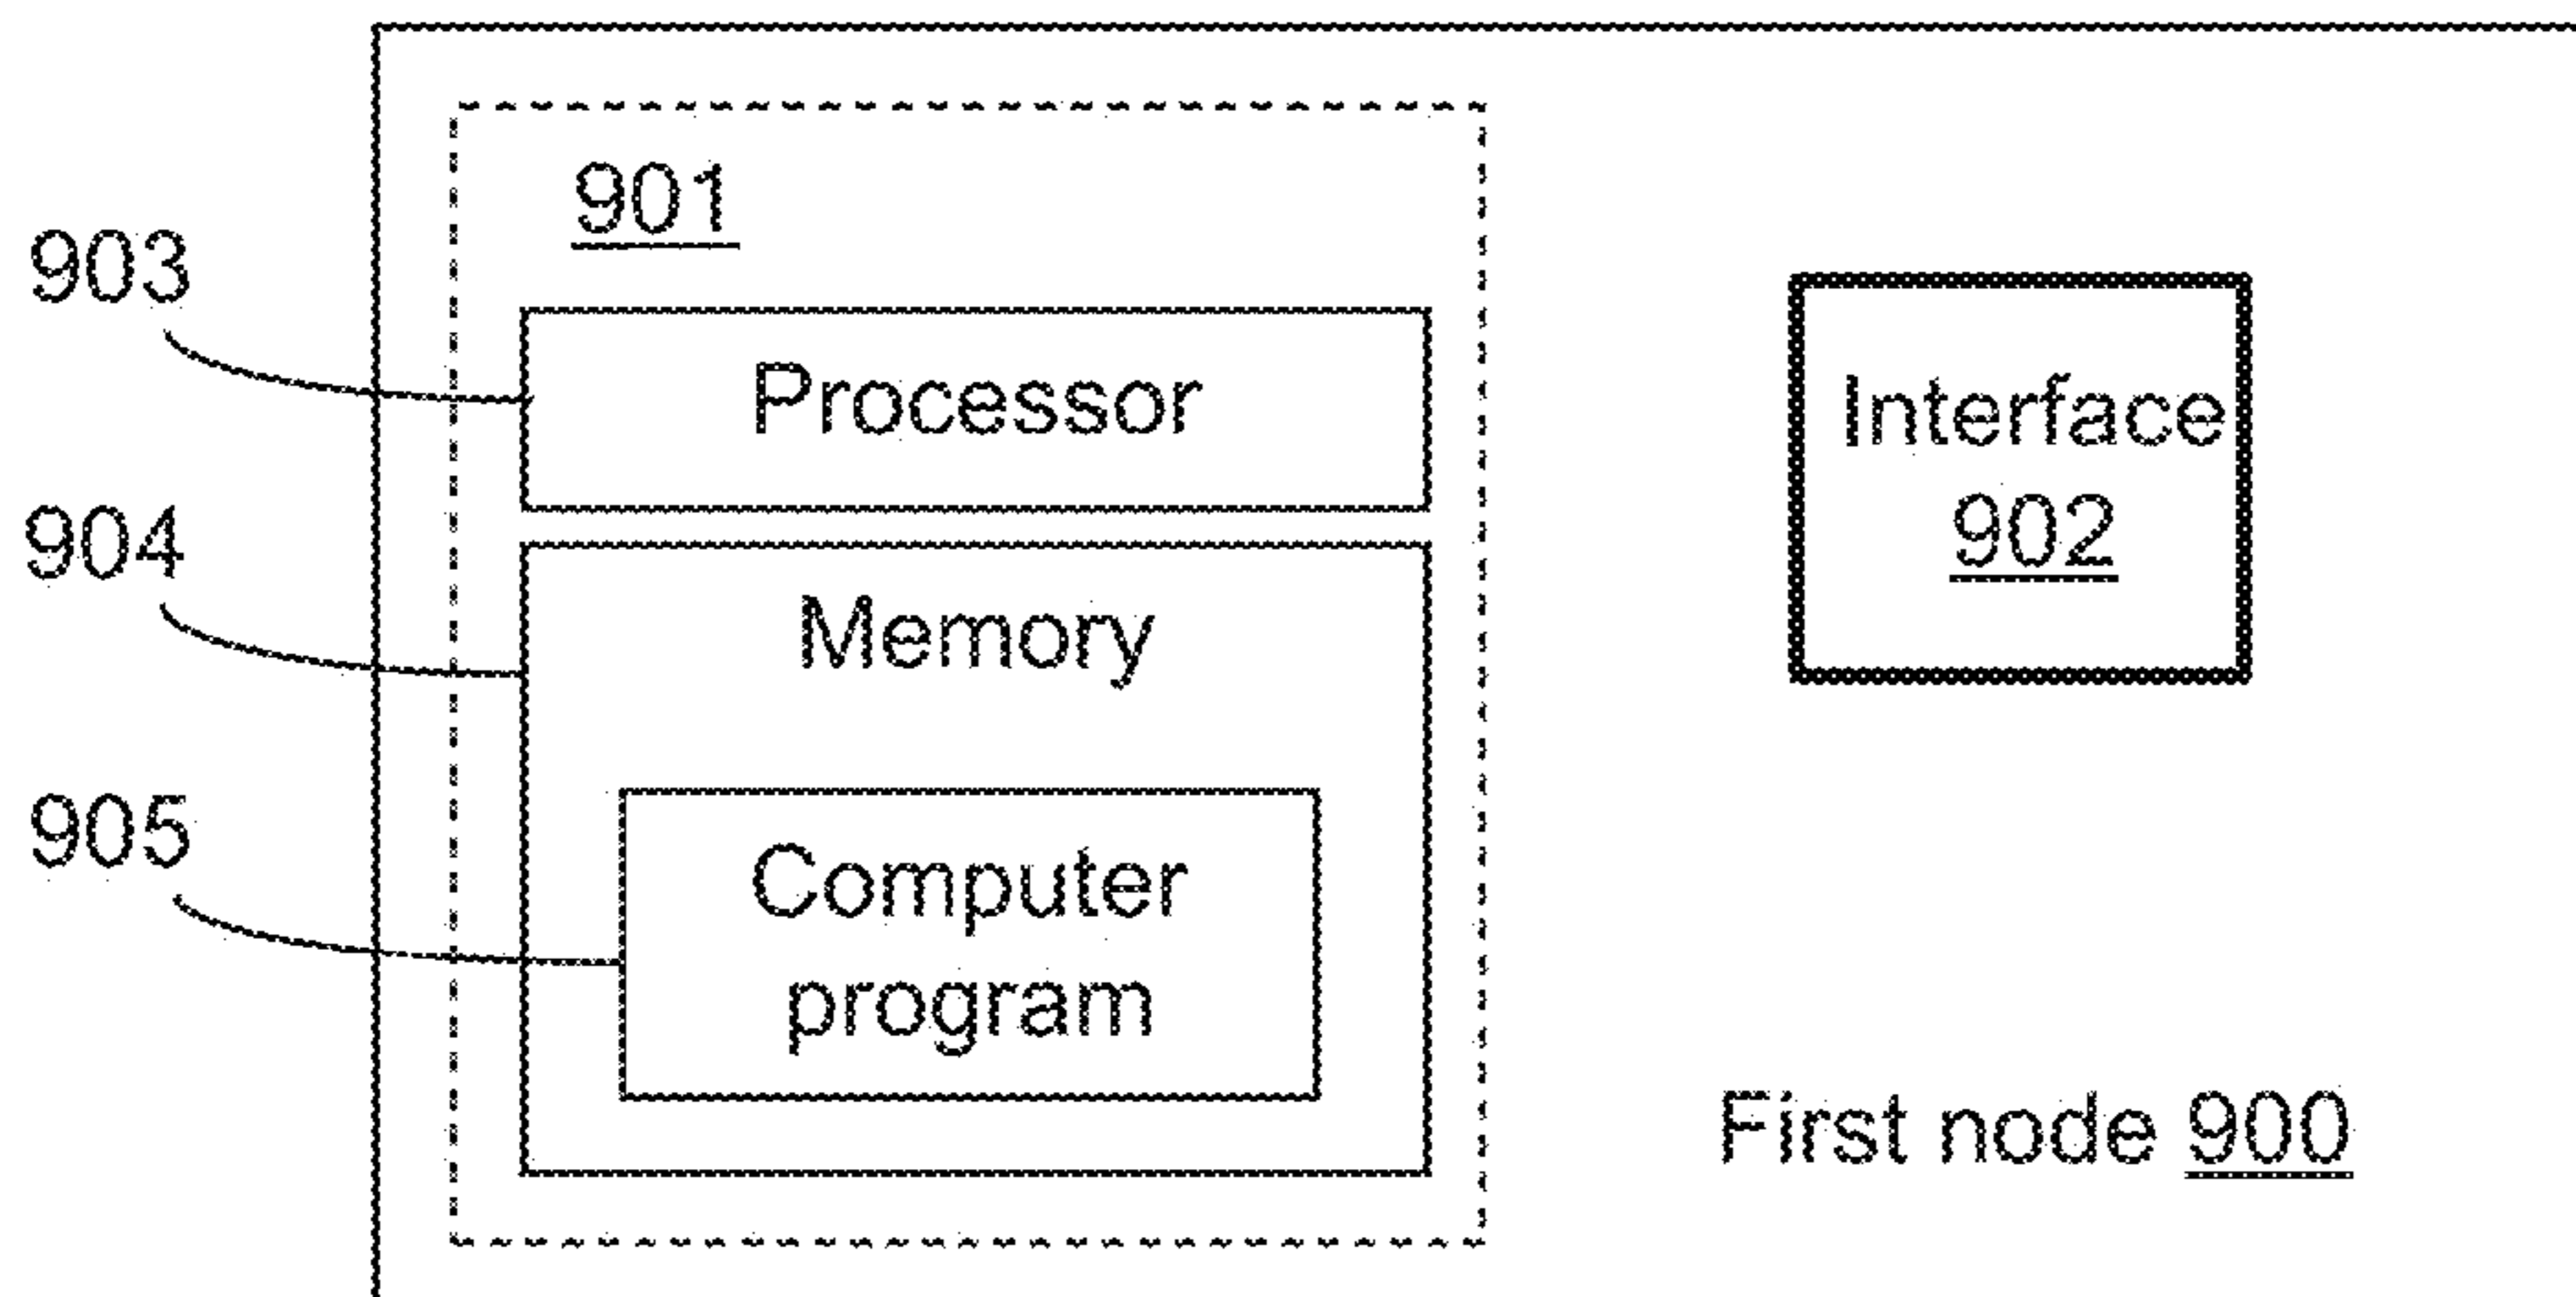 901
903
Processor
Interface
902
904
Memory
905
Computer
program
First node 900